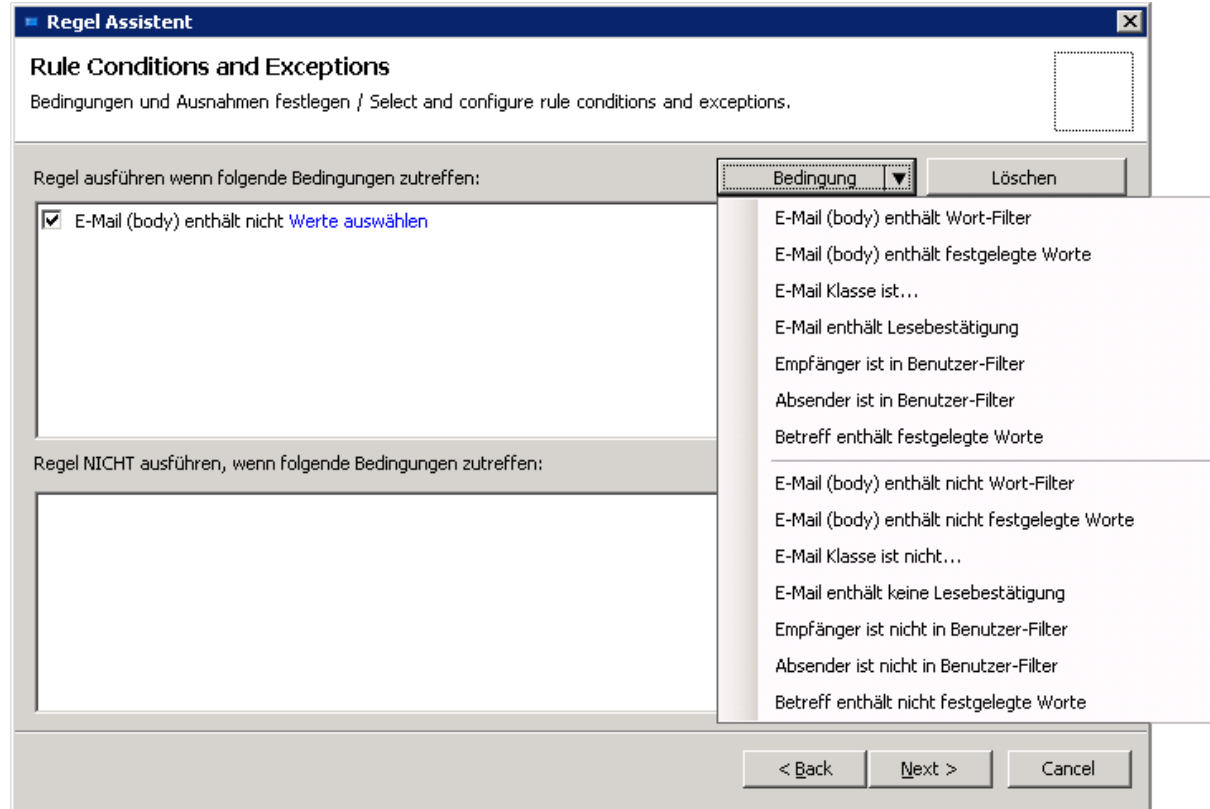 Regel Assistent
Rule Conditions and Exceptions
Bedingungen und Ausnahmen festlegen / Select and configure rule conditions and exceptions.
Regel ausführen wenn folgende Bedingungen zutreffen:
Bedingung
Löschen
E-Mail (body) enthält nicht Werte auswählen
E-Mail (body) enthält Wort-Filter
E-Mail (body) enthält festgelegte Worte
E-Mail Klasse ist...
E-Mail enthält Lesebestätigung
Empfänger ist in Benutzer-Filter
Absender ist in Benutzer-Filter
Betreff enthält festgelegte Worte
E-Mail (body) enthält nicht Wort-Filter
E-Mail (body) enthält nicht festgelegte Worte
E-Mail Klasse ist nicht...
E-Mail enthält keine Lesebestätigung
Empfänger ist nicht in Benutzer-Filter
Absender ist nicht in Benutzer-Filter
Betreff enthält nicht festgelegte Worte
Regel NICHT ausführen, wenn folgende Bedingungen zutreffen:
< Back
Next >
Cancel